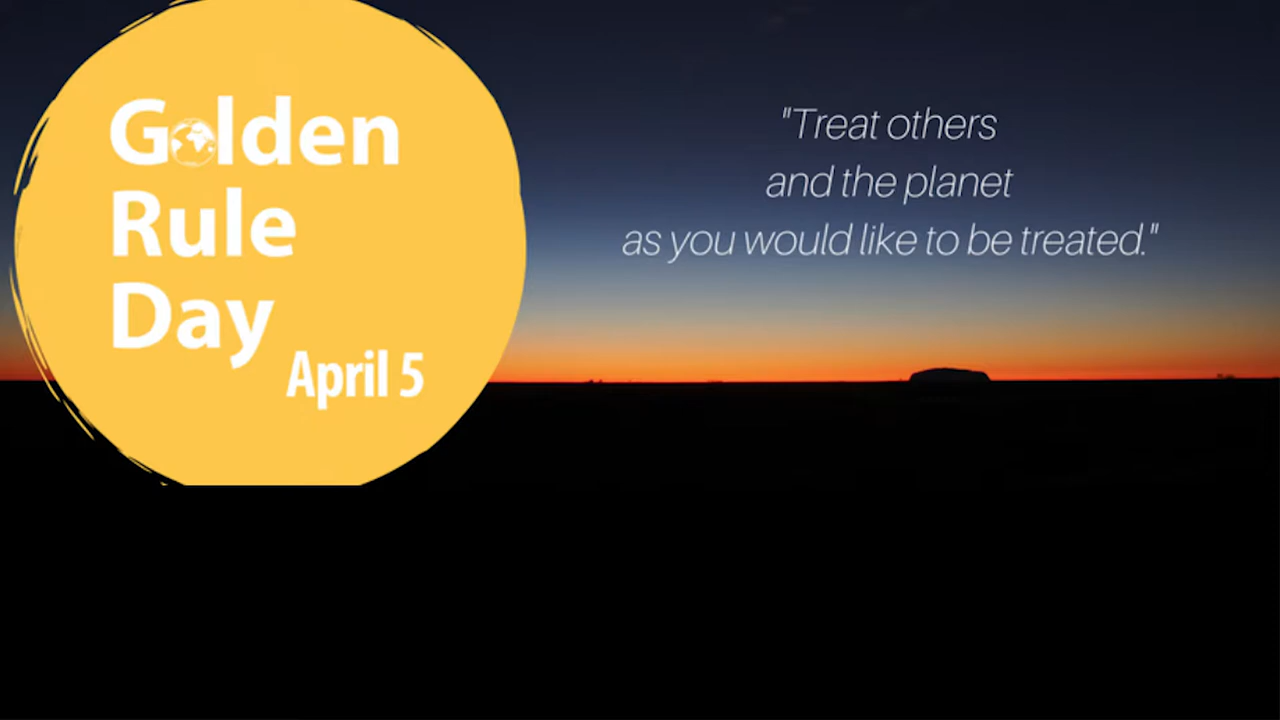 Golden
Rule
Day
April 5
"Treat others
and the planet
as you would like to be treated."